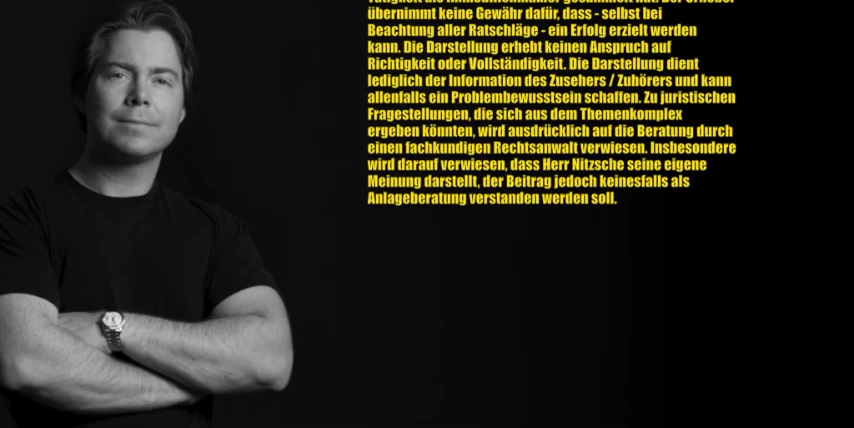 übernimmt keine Gewähr dafür, dass - selbst bei
Beachtung aller Ratschläge - ein Erfolg erzielt werden
kann. Die Darstellung erhebt keinen Anspruch auf
Richtigkeit oder Vollständigkeit. Die Darstellung dient
lediglich der Information des Zusehers / Zuhörers und kann
allenfalls ein Problembewusstsein schaffen. Zu juristischen
Fragestellungen, die sich aus dem Themenkomplex
ergeben könnten, wird ausdrücklich auf die Beratung durch
einen fachkundigen Rechtsanwalt verwiesen. Insbesondere
wird darauf verwiesen, dass Herr Nitzsche seine eigene
Meinung darstellt, der Beitrag jedoch keinesfalls als
Anlageberatung verstanden werden soll.